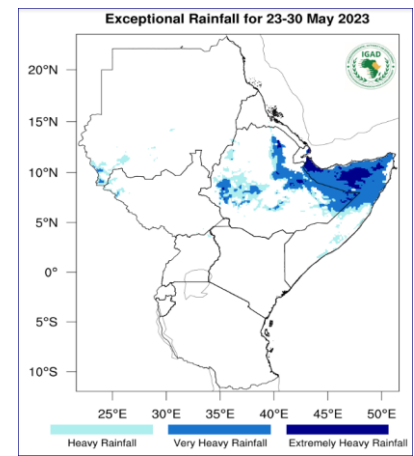 Exceptional Rainfall for 23-30 May 2023
IGAD
20°N
15°N
10°N
5°N
0°
5°S
10°S
25°E 30°E 35°E 40°E 45°E 50°E
Heavy Rainfall Very Heavy Rainfall Extremely Heavy Rainfall